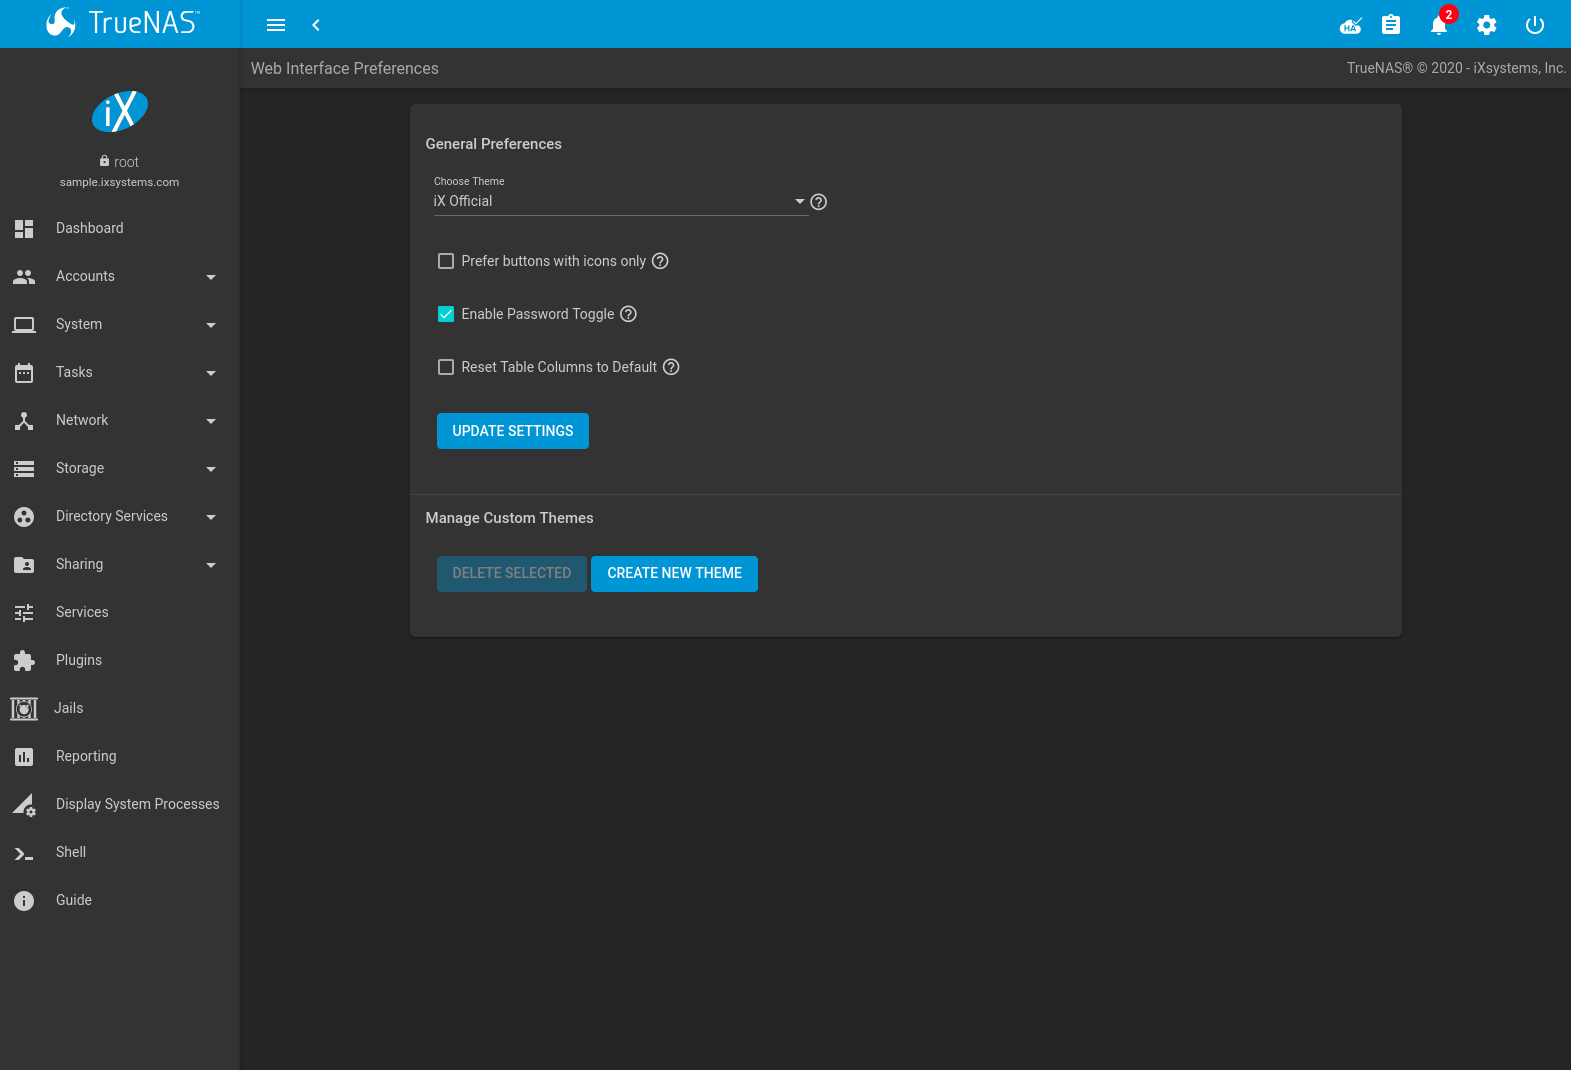 TrueNAS™
HA
2
Web Interface Preferences
TrueNAS® © 2020 - iXsystems, Inc.
iX
root
sample.ixsystems.com
Dashboard
Accounts
System
Tasks
Network
Storage
Directory Services
Sharing
Services
Plugins
Jails
Reporting
Display System Processes
Shell
Guide
General Preferences
Choose Theme
iX Official
Prefer buttons with icons only
Enable Password Toggle
Reset Table Columns to Default
UPDATE SETTINGS
Manage Custom Themes
DELETE SELECTED CREATE NEW THEME